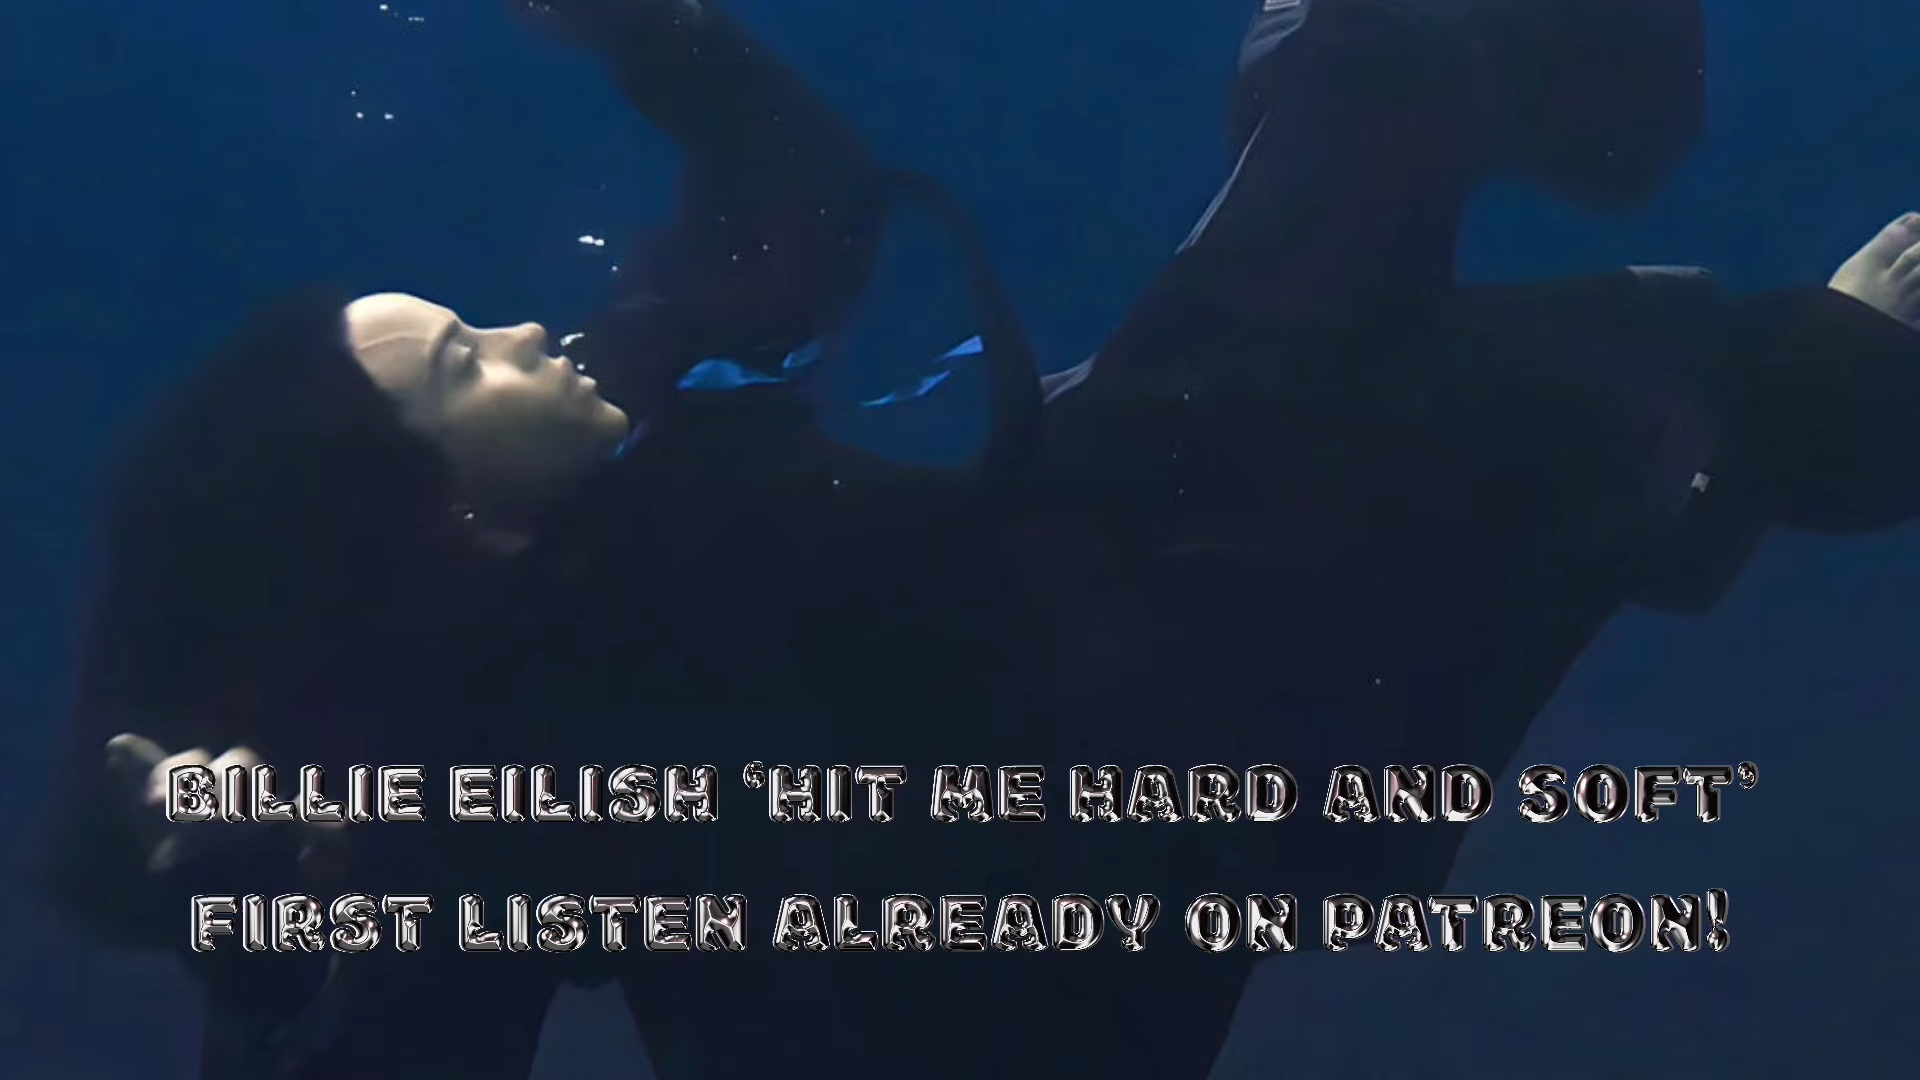 BILLIE EILISH ‘HIT ME HARD AND SOFT’
FIRST LISTEN ALREADY ON PATREON!